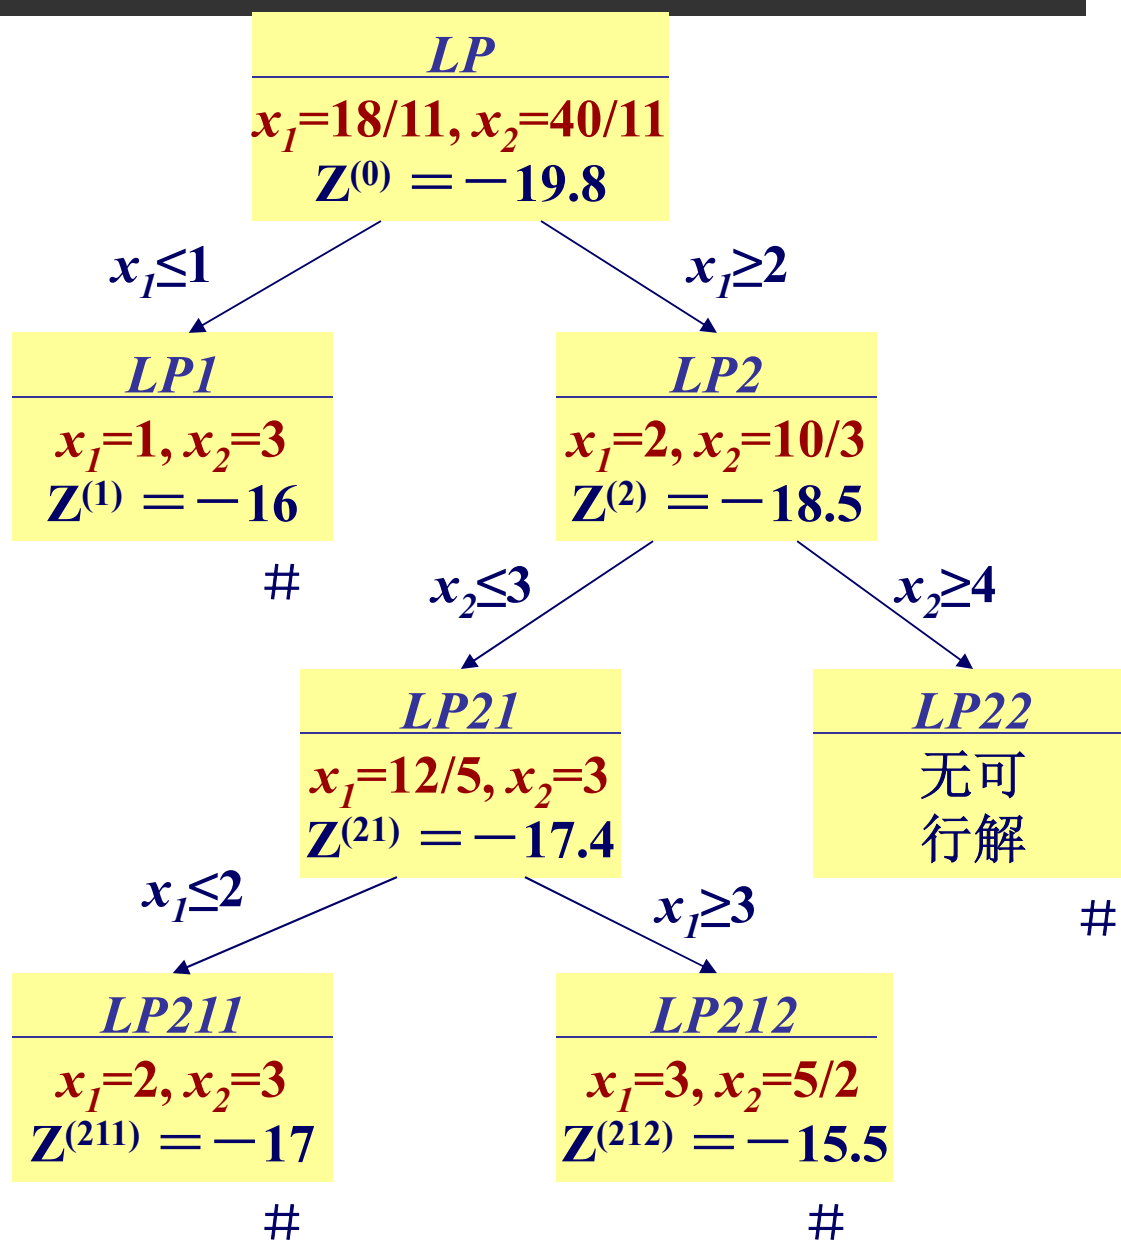 LP
x₁=18/11, x₂=40/11
Z⁽⁰⁾ ＝－19.8
x₁≤1
x₁≥2
LP1
x₁=1, x₂=3
Z⁽¹⁾ ＝－16
#
LP2
x₁=2, x₂=10/3
Z⁽²⁾ ＝－18.5
x₂≤3
x₂≥4
LP21
x₁=12/5, x₂=3
Z⁽²¹⁾ ＝－17.4
LP22
无可
行解
#
x₁≤2
x₁≥3
LP211
x₁=2, x₂=3
Z⁽²¹¹⁾ ＝－17
#
LP212
x₁=3, x₂=5/2
Z⁽²¹²⁾ ＝－15.5
#